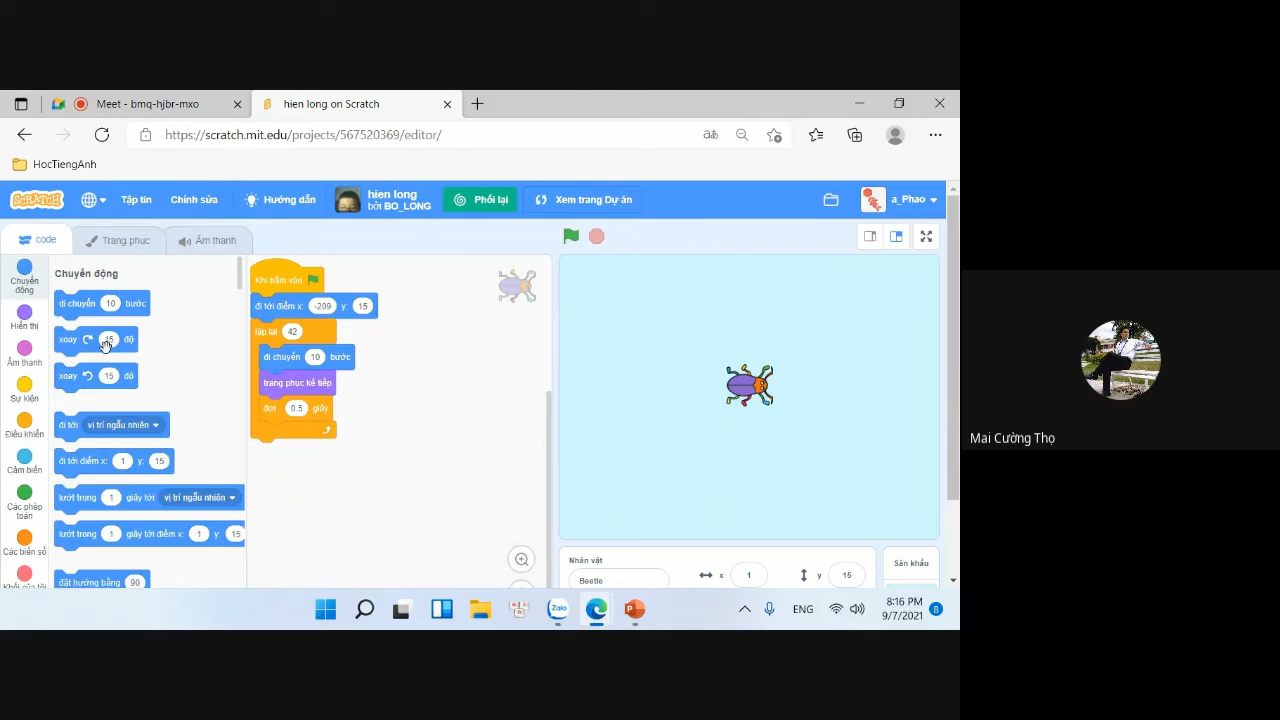 Meet - bmq-hjbr-mxo
hien long on Scratch
https://scratch.mit.edu/projects/567520369/editor/
HocTiengAnh
SCRATCH
Tập tin
Chỉnh sửa
Hướng dẫn
hien long
bởi BO_LONG
Phối lại
Xem trang Dự án
a_Phao
code
Trang phục
Âm thanh
Chuyển động
Hiển thị
Âm thanh
Sự kiện
Điều khiển
Cảm biến
Các phép toán
Các biến số
Khối của tôi
Chuyển động
di chuyển 10 bước
xoay 15 độ
xoay 15 độ
đi tới vị trí ngẫu nhiên
đi tới điểm x: 1 y: 15
lướt trong 1 giây tới vị trí ngẫu nhiên
lướt trong 1 giây tới điểm x: 1 y: 15
đặt hướng bằng 90
Khi bấm vào
đi tới điểm x: -209 y: 15
lặp lại 42
di chuyển 10 bước
trang phục kế tiếp
đợi 0.5 giây
Nhân vật
Beetle
x 1
y 15
Sân khấu
Mai Cường Thọ
Zalo
ENG
8:16 PM
9/7/2021
8